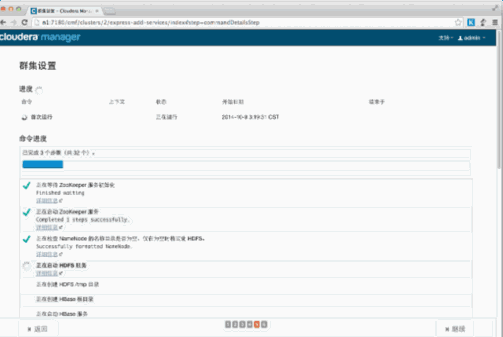 群集设置 - Cloudera Man...
n1:7180/cmf/clusters/2/express-add-services/index#step=commandDetailsStep
cloudera manager
支持 admin
群集设置
进度
命令 上下文 状态 开始时间 结束于
首次运行 正在运行 2014-10-9 3:19:31 CST
命令进度
已完成 3 个步骤（共 32 个）。
正在等待 ZooKeeper 服务初始化
Finished waiting
详细信息
正在启动 ZooKeeper 服务
Completed 1 steps successfully.
详细信息
正在检查 NameNode 的名称目录是否为空，仅在为空时格式化 HDFS。
Successfully formatted NameNode.
详细信息
正在启动 HDFS 服务
详细信息
正在创建 HDFS /tmp 目录
正在创建 HBase 根目录
正在启动 HBase 服务
返回
1 2 3 4 5 6
继续